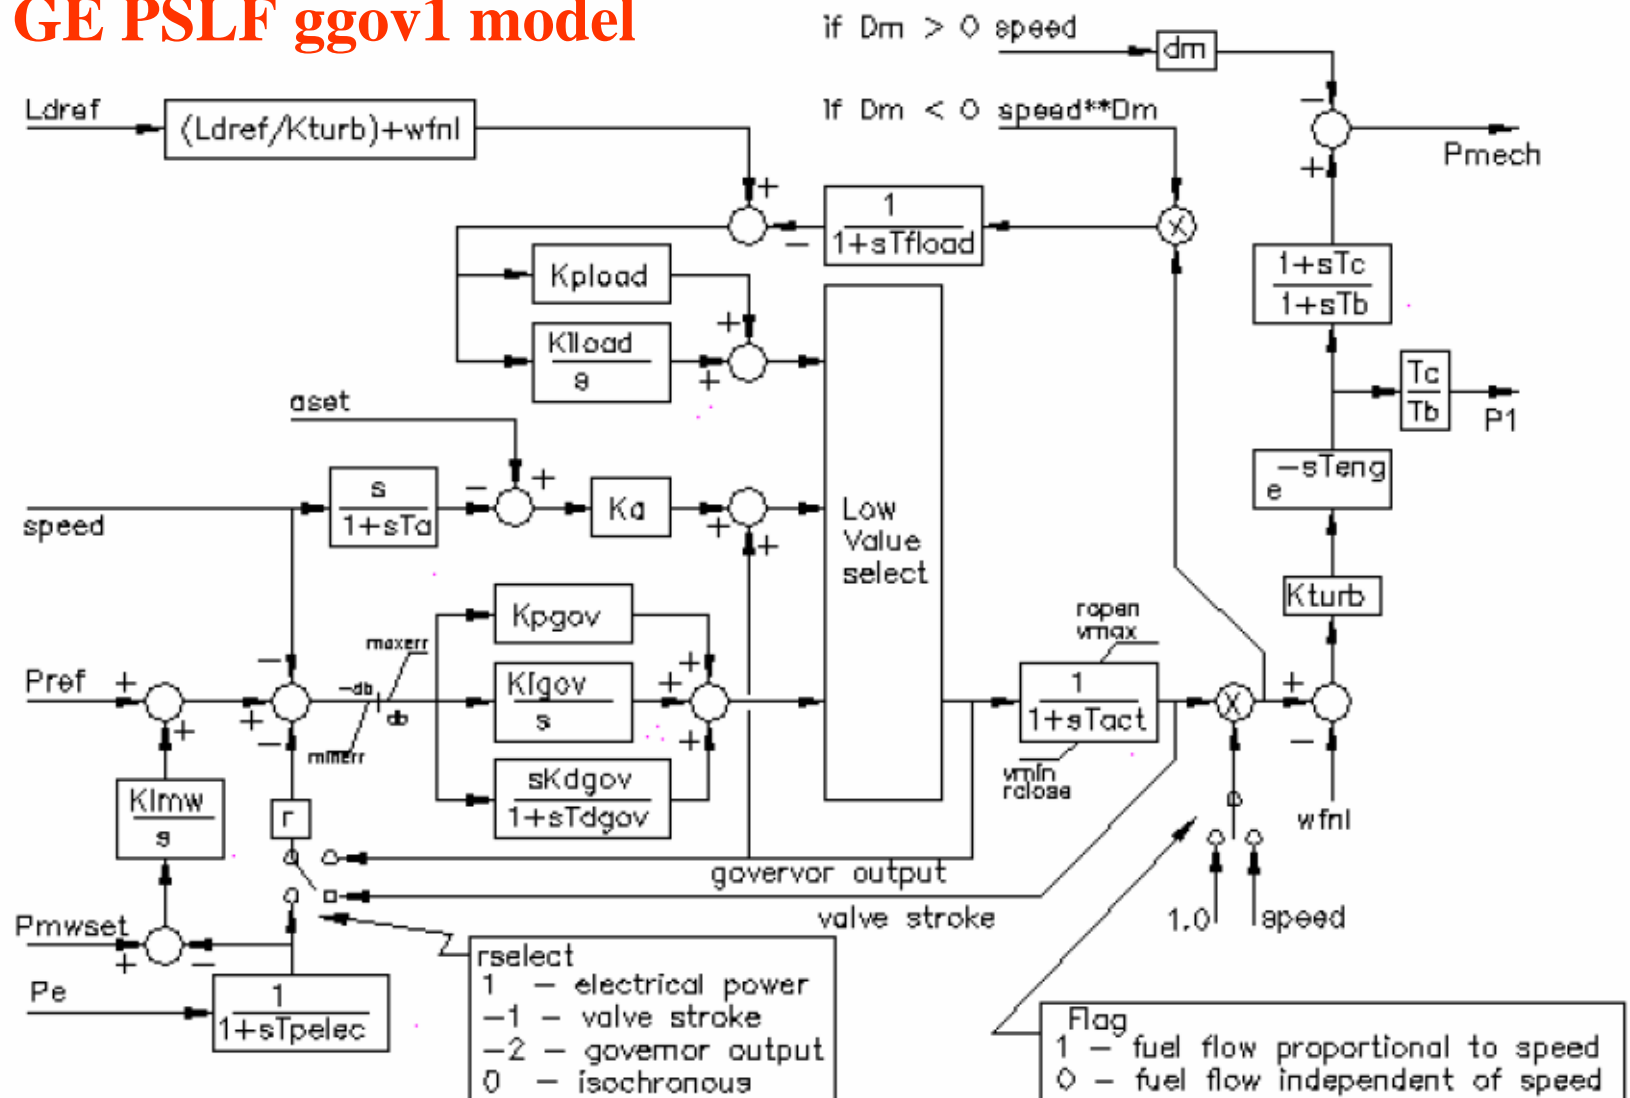 GE PSLF ggov1 model
if Dm > 0 speed
dm
Ldref
(Ldref/Kturb)+wfnl
If Dm < 0 speed**Dm
−
+
Pmech
+
1
1+sTfload
−
X
Kpload
1+sTc
1+sTb
+
KIload
s
+
Tc
Tb
P1
aset
−sTeng
e
speed
s
1+sTa
−
+
Ka
+
+
Low
Value
select
Kturb
Kpgov
maxerr
ropen
vmax
Pref
+
+
−
+
−
−db
db
minerr
KIgov
s
+
+
+
1
1+sTact
vmin
rclose
X
+
−
wfnl
KImw
s
r
sKdgov
1+sTdgov
govervor output
valve stroke
1.0
speed
Pmwset
+
−
Pe
1
1+sTpelec
rselect
1 − electrical power
−1 − valve stroke
−2 − governor output
0 − isochronous
Flag
1 − fuel flow proportional to speed
0 − fuel flow independent of speed